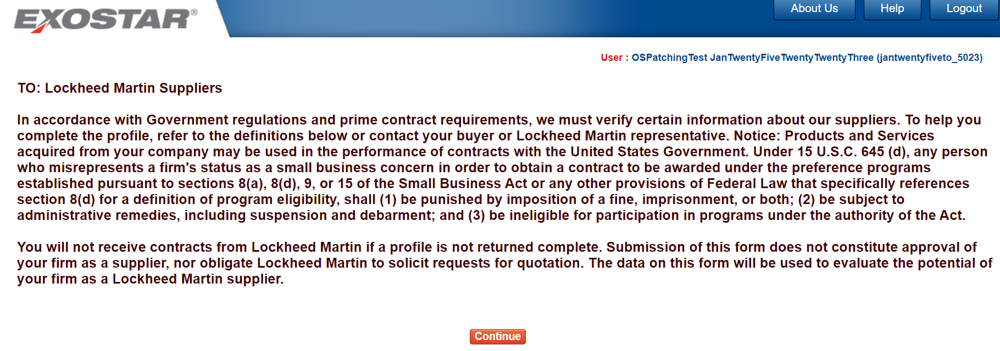 EXOSTAR®
About Us
Help
Logout
User : OSPatchingTest JanTwentyFiveTwentyTwentyThree (jantwentyfiveto_5023)
TO: Lockheed Martin Suppliers
In accordance with Government regulations and prime contract requirements, we must verify certain information about our suppliers. To help you
complete the profile, refer to the definitions below or contact your buyer or Lockheed Martin representative. Notice: Products and Services
acquired from your company may be used in the performance of contracts with the United States Government. Under 15 U.S.C. 645 (d), any person
who misrepresents a firm's status as a small business concern in order to obtain a contract to be awarded under the preference programs
established pursuant to sections 8(a), 8(d), 9, or 15 of the Small Business Act or any other provisions of Federal Law that specifically references
section 8(d) for a definition of program eligibility, shall (1) be punished by imposition of a fine, imprisonment, or both; (2) be subject to
administrative remedies, including suspension and debarment; and (3) be ineligible for participation in programs under the authority of the Act.
You will not receive contracts from Lockheed Martin if a profile is not returned complete. Submission of this form does not constitute approval of
your firm as a supplier, nor obligate Lockheed Martin to solicit requests for quotation. The data on this form will be used to evaluate the potential of
your firm as a Lockheed Martin supplier.
Continue